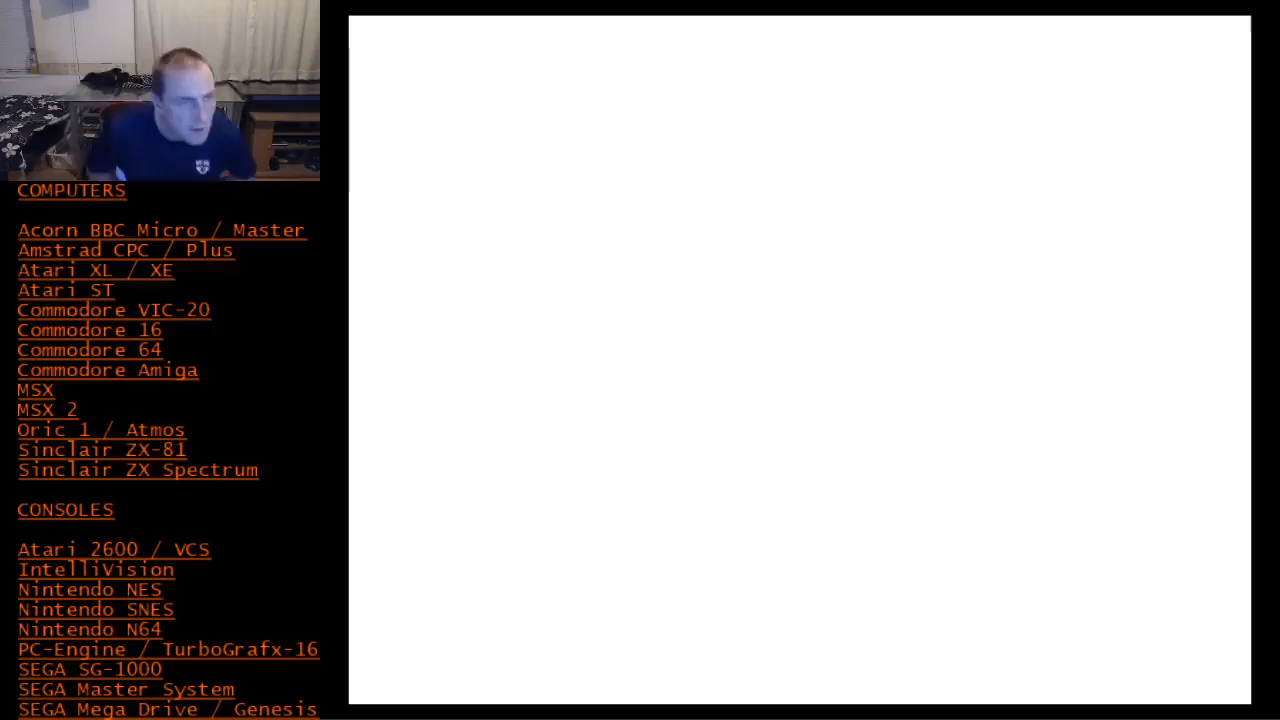 COMPUTERS
Acorn BBC Micro / Master
Amstrad CPC / Plus
Atari XL / XE
Atari ST
Commodore VIC-20
Commodore 16
Commodore 64
Commodore Amiga
MSX
MSX 2
Oric 1 / Atmos
Sinclair ZX-81
Sinclair ZX Spectrum
CONSOLES
Atari 2600 / VCS
IntelliVision
Nintendo NES
Nintendo SNES
Nintendo N64
PC-Engine / TurboGrafx-16
SEGA SG-1000
SEGA Master System
SEGA Mega Drive / Genesis